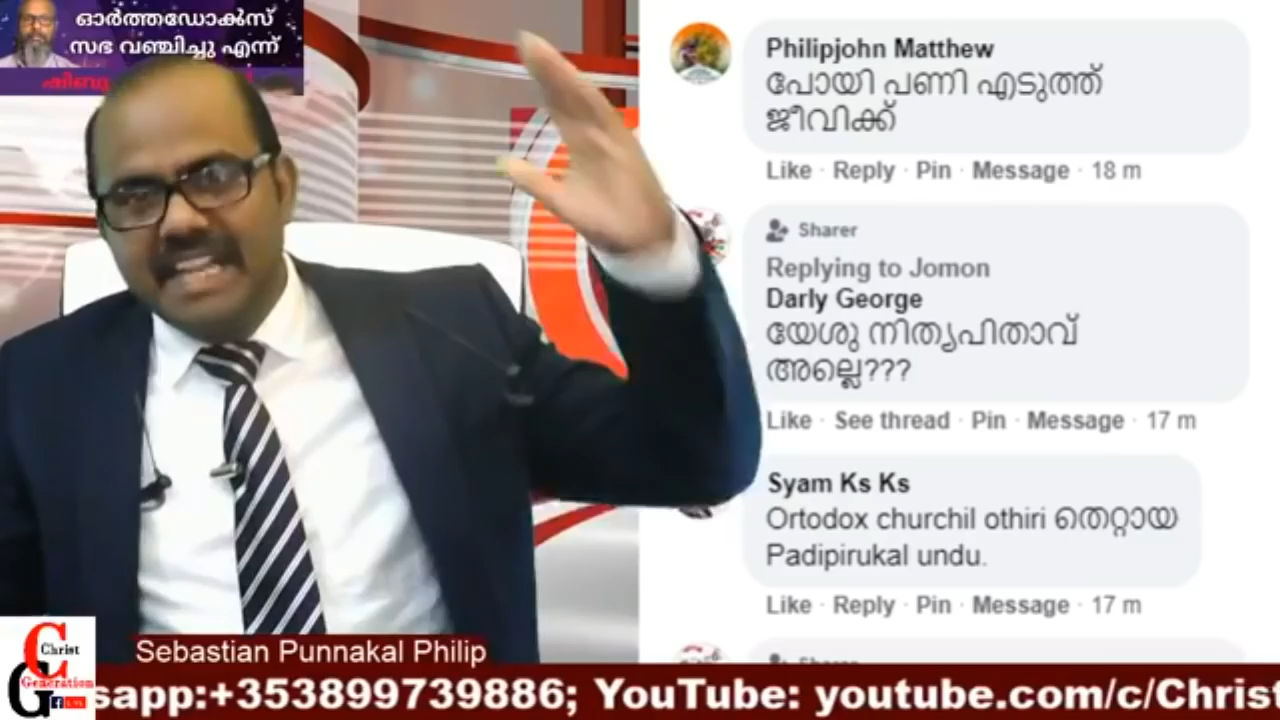 ഓർത്തഡോക്സ്
സഭ വഞ്ചിച്ചു എന്ന്
ഷിബു
Philipjohn Matthew
പോയി പണി എടുത്ത്
ജീവിക്ക്
Like · Reply · Pin · Message · 18 m
Sharer
Replying to Jomon
Darly George
യേശു നിത്യപിതാവ്
അല്ലെ???
Like · See thread · Pin · Message · 17 m
Syam Ks Ks
Ortodox churchil othiri തെറ്റായ
Padipirukal undu.
Like · Reply · Pin · Message · 17 m
Sebastian Punnakal Philip
Christ
Generation
sapp:+353899739886; YouTube: youtube.com/c/Christ